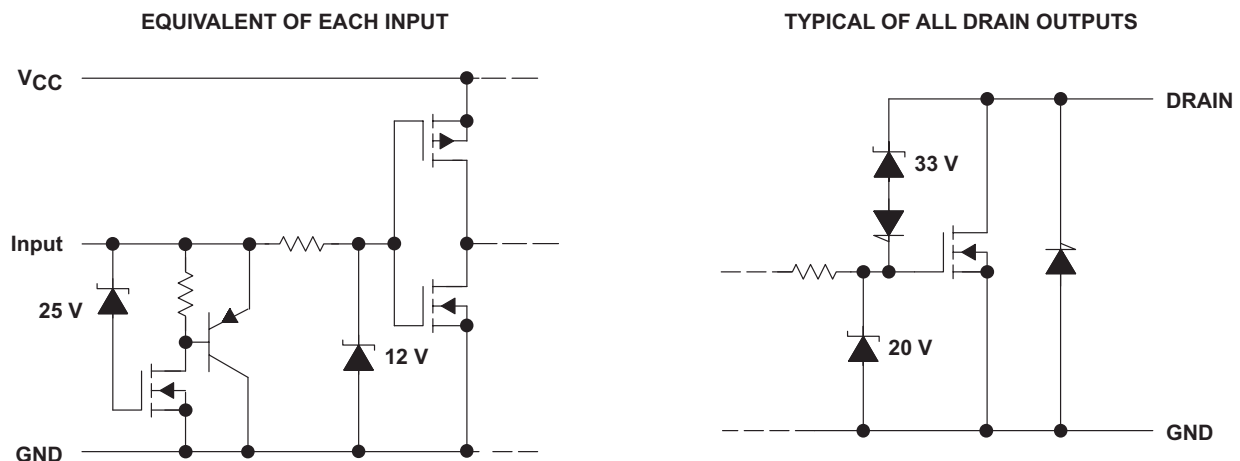 EQUIVALENT OF EACH INPUT
VCC
Input
25 V
12 V
GND
TYPICAL OF ALL DRAIN OUTPUTS
DRAIN
33 V
20 V
GND